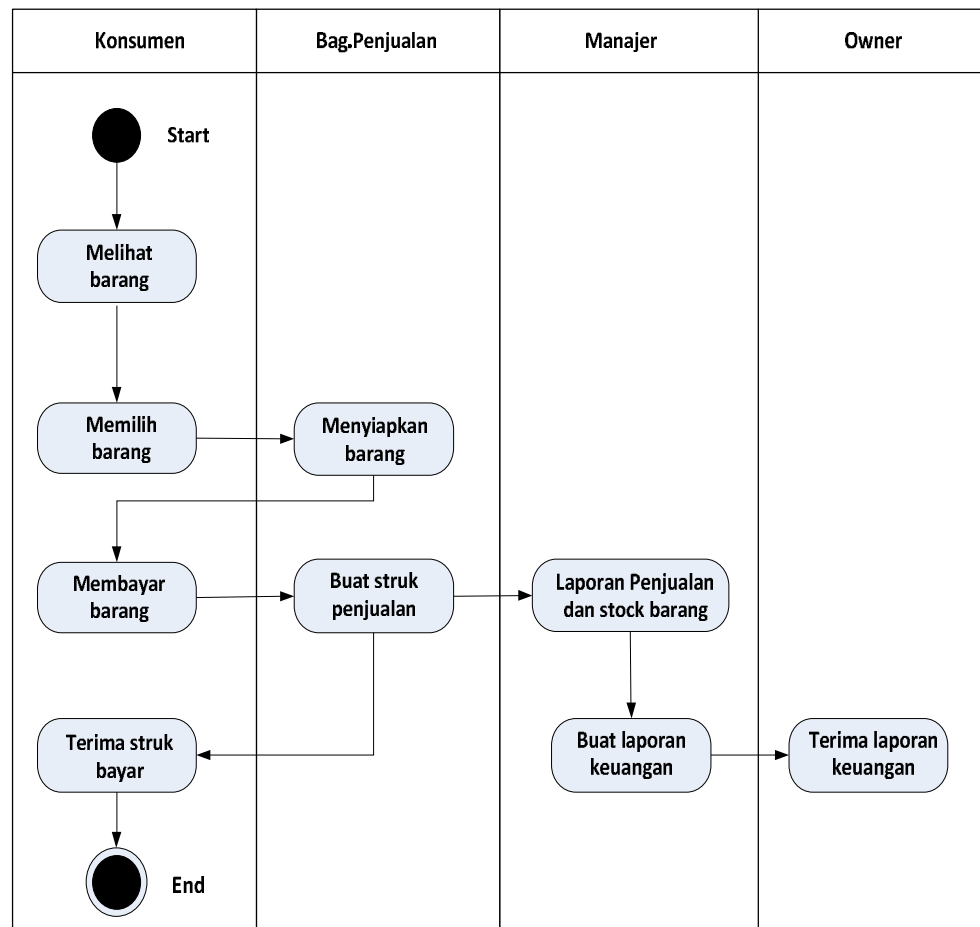 Konsumen
Bag.Penjualan
Manajer
Owner
Start
Melihat
barang
Memilih
barang
Menyiapkan
barang
Membayar
barang
Buat struk
penjualan
Laporan Penjualan
dan stock barang
Terima struk
bayar
Buat laporan
keuangan
Terima laporan
keuangan
End